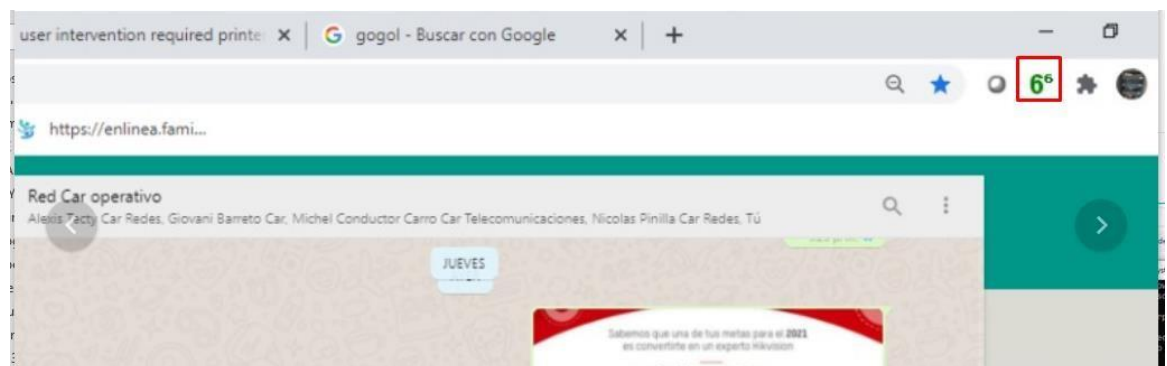 user intervention required printe
gogol - Buscar con Google
6⁶
https://enlinea.fami...
Red Car operativo
Alexis Tacty Car Redes, Giovani Barreto Car, Michel Conductor Carro Car Telecomunicaciones, Nicolas Pinilla Car Redes, Tú
JUEVES
Sabemos que una de tus metas para el 2021
es convertirte en un experto Hikvision